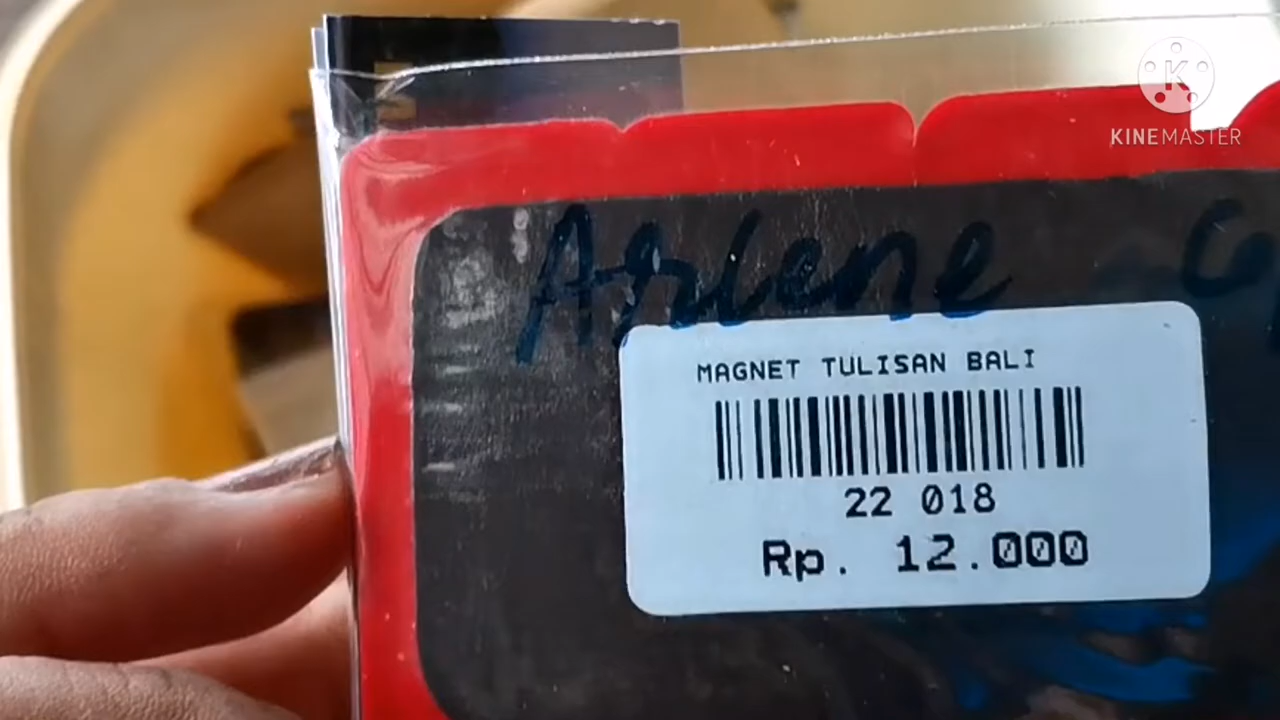 KINEMASTER
Arlene
MAGNET TULISAN BALI
22 018
Rp. 12.000